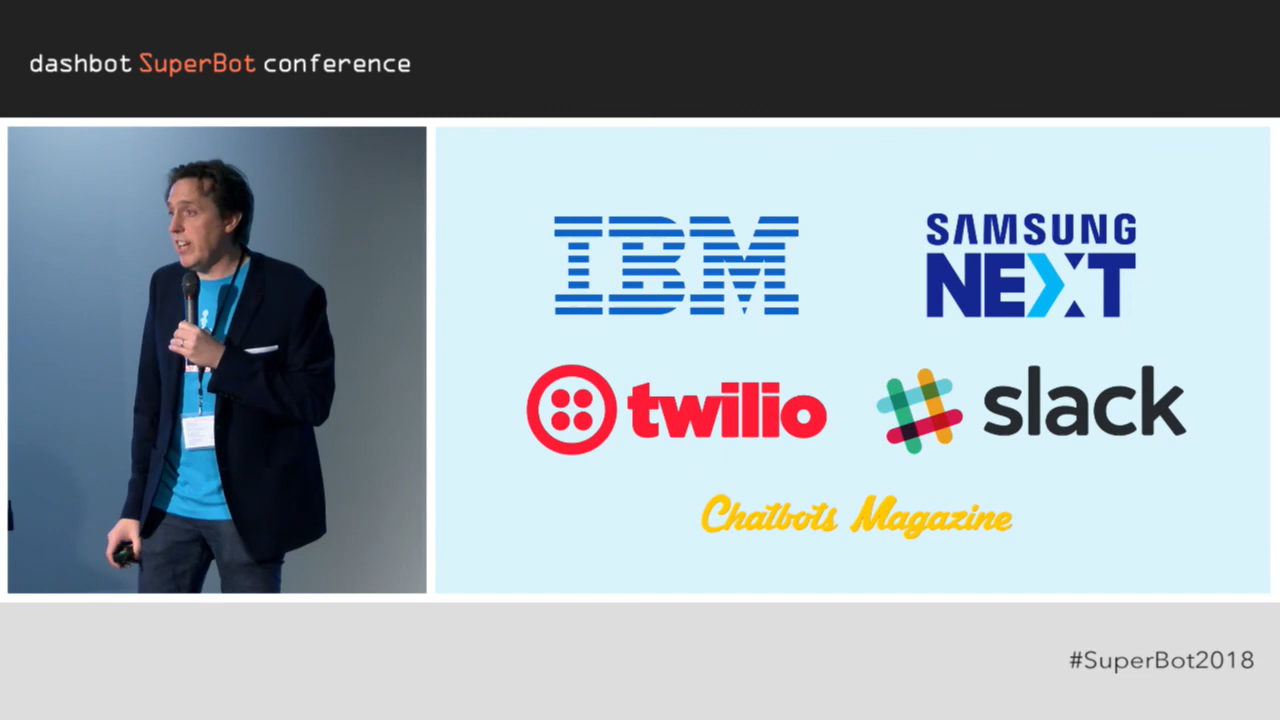 dashbot SuperBot conference
IBM
SAMSUNG
NEXT
twilio
slack
Chatbots Magazine
#SuperBot2018